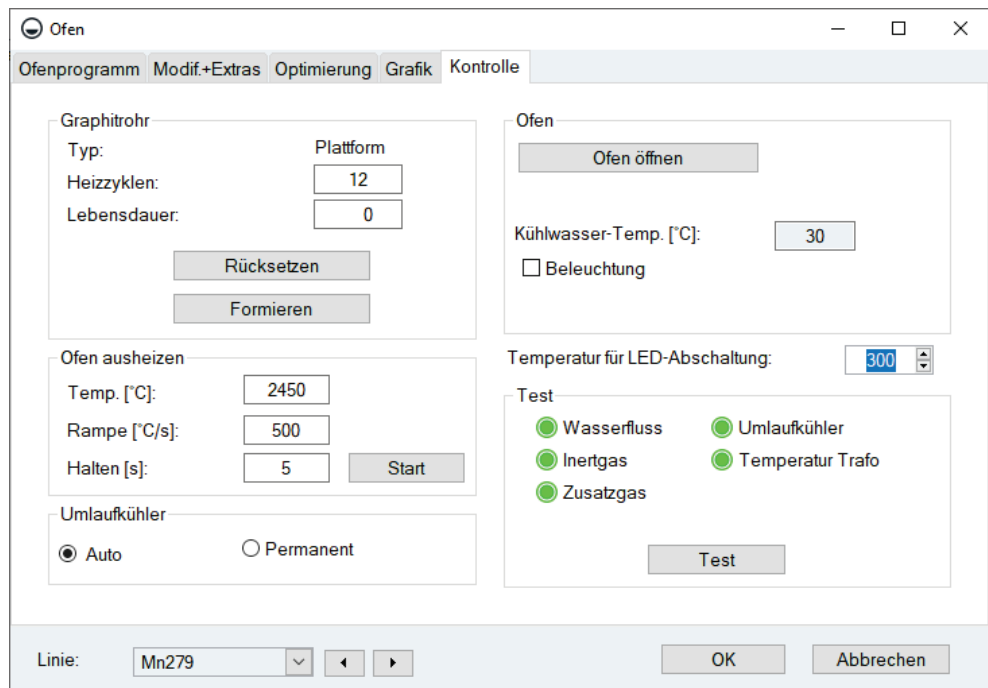 Ofen
Ofenprogramm Modif.+Extras Optimierung Grafik Kontrolle
Graphitrohr
Typ: Plattform
Heizzyklen: 12
Lebensdauer: 0
Rücksetzen
Formieren
Ofen ausheizen
Temp. [°C]: 2450
Rampe [°C/s]: 500
Halten [s]: 5 Start
Umlaufkühler
Auto Permanent
Ofen
Ofen öffnen
Kühlwasser-Temp. [°C]: 30
Beleuchtung
Temperatur für LED-Abschaltung: 300
Test
Wasserfluss Umlaufkühler
Inertgas Temperatur Trafo
Zusatzgas
Test
Linie: Mn279 OK Abbrechen